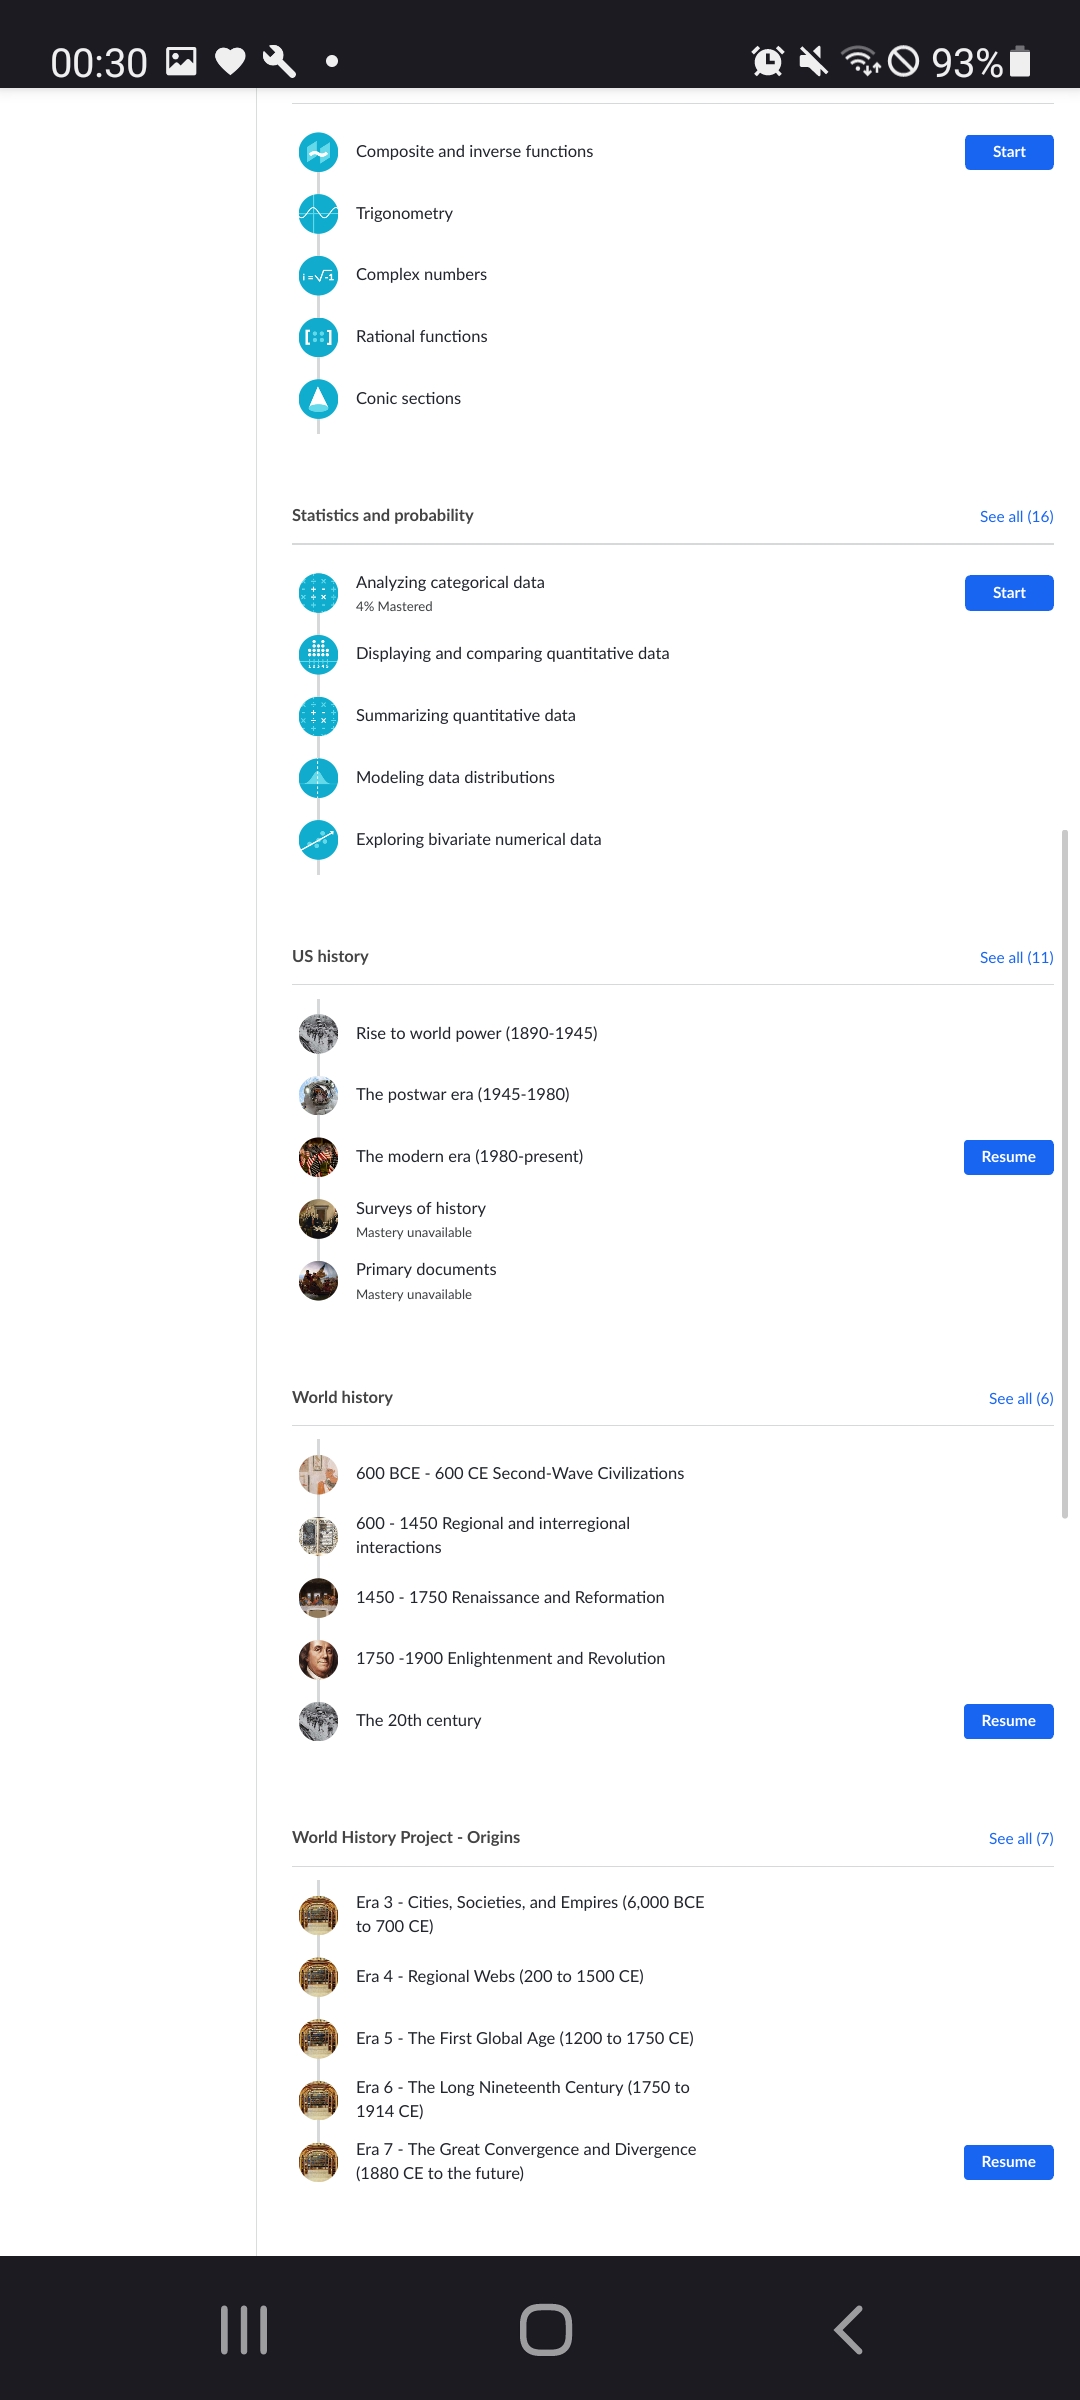 00:30
93%
Composite and inverse functions
Start
Trigonometry
i=√-1
Complex numbers
Rational functions
Conic sections
Statistics and probability
See all (16)
Analyzing categorical data
4% Mastered
Start
Displaying and comparing quantitative data
Summarizing quantitative data
Modeling data distributions
Exploring bivariate numerical data
US history
See all (11)
Rise to world power (1890-1945)
The postwar era (1945-1980)
The modern era (1980-present)
Resume
Surveys of history
Mastery unavailable
Primary documents
Mastery unavailable
World history
See all (6)
600 BCE - 600 CE Second-Wave Civilizations
600 - 1450 Regional and interregional
interactions
1450 - 1750 Renaissance and Reformation
1750 -1900 Enlightenment and Revolution
The 20th century
Resume
World History Project - Origins
See all (7)
Era 3 - Cities, Societies, and Empires (6,000 BCE
to 700 CE)
Era 4 - Regional Webs (200 to 1500 CE)
Era 5 - The First Global Age (1200 to 1750 CE)
Era 6 - The Long Nineteenth Century (1750 to
1914 CE)
Era 7 - The Great Convergence and Divergence
(1880 CE to the future)
Resume